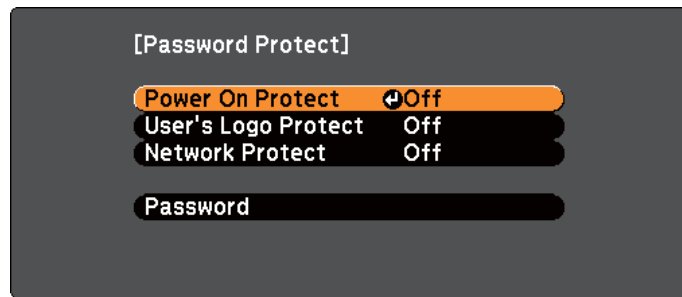 [Password Protect]
Power On Protect Off
User's Logo Protect Off
Network Protect Off
Password